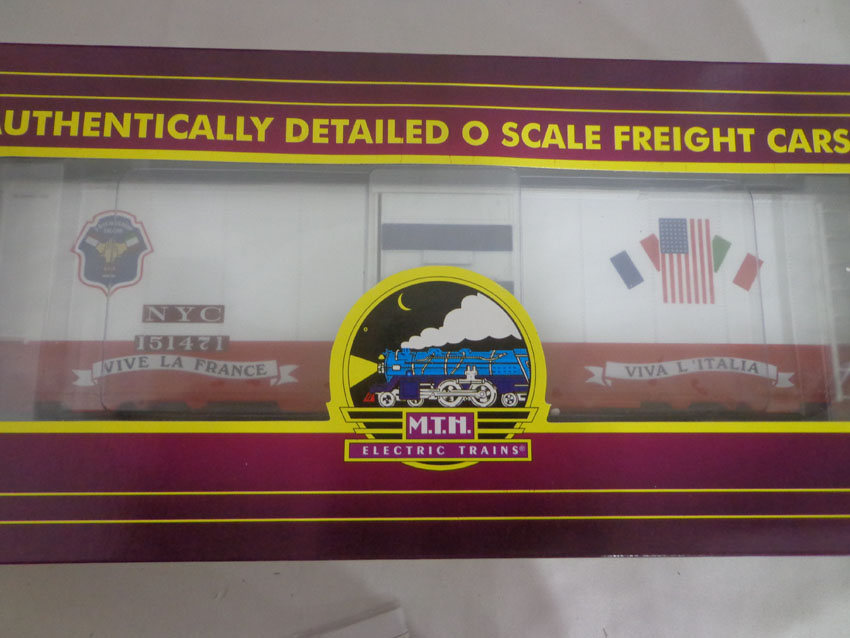 AUTHENTICALLY DETAILED O SCALE FREIGHT CARS
NYC
151471
VIVE LA FRANCE
VIVA L'ITALIA
M.T.H.
ELECTRIC TRAINS®